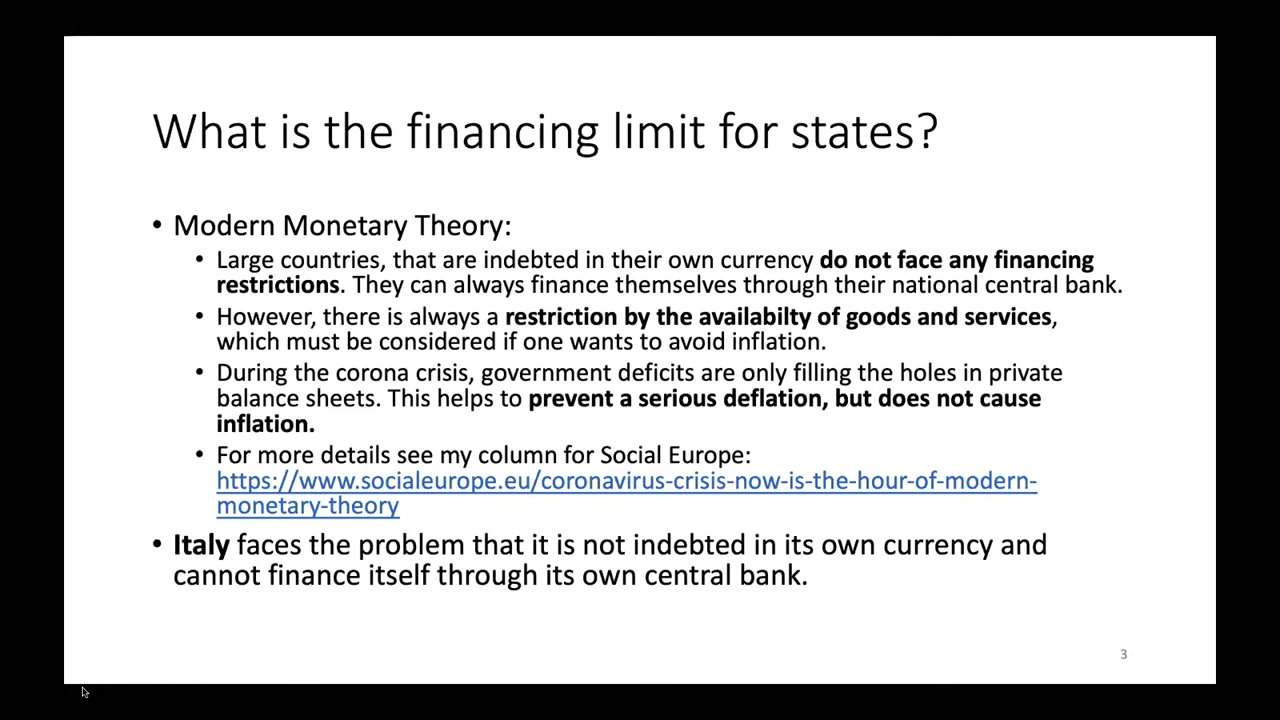 What is the financing limit for states?
• Modern Monetary Theory:
• Large countries, that are indebted in their own currency do not face any financing
restrictions. They can always finance themselves through their national central bank.
• However, there is always a restriction by the availabilty of goods and services,
which must be considered if one wants to avoid inflation.
• During the corona crisis, government deficits are only filling the holes in private
balance sheets. This helps to prevent a serious deflation, but does not cause
inflation.
• For more details see my column for Social Europe:
https://www.socialeurope.eu/coronavirus-crisis-now-is-the-hour-of-modern-
monetary-theory
• Italy faces the problem that it is not indebted in its own currency and
cannot finance itself through its own central bank.
3